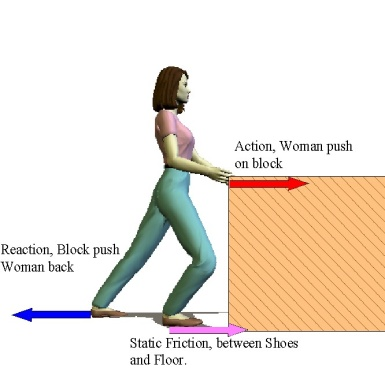 Action, Woman push
on block
Reaction, Block push
Woman back
Static Friction, between Shoes
and Floor.